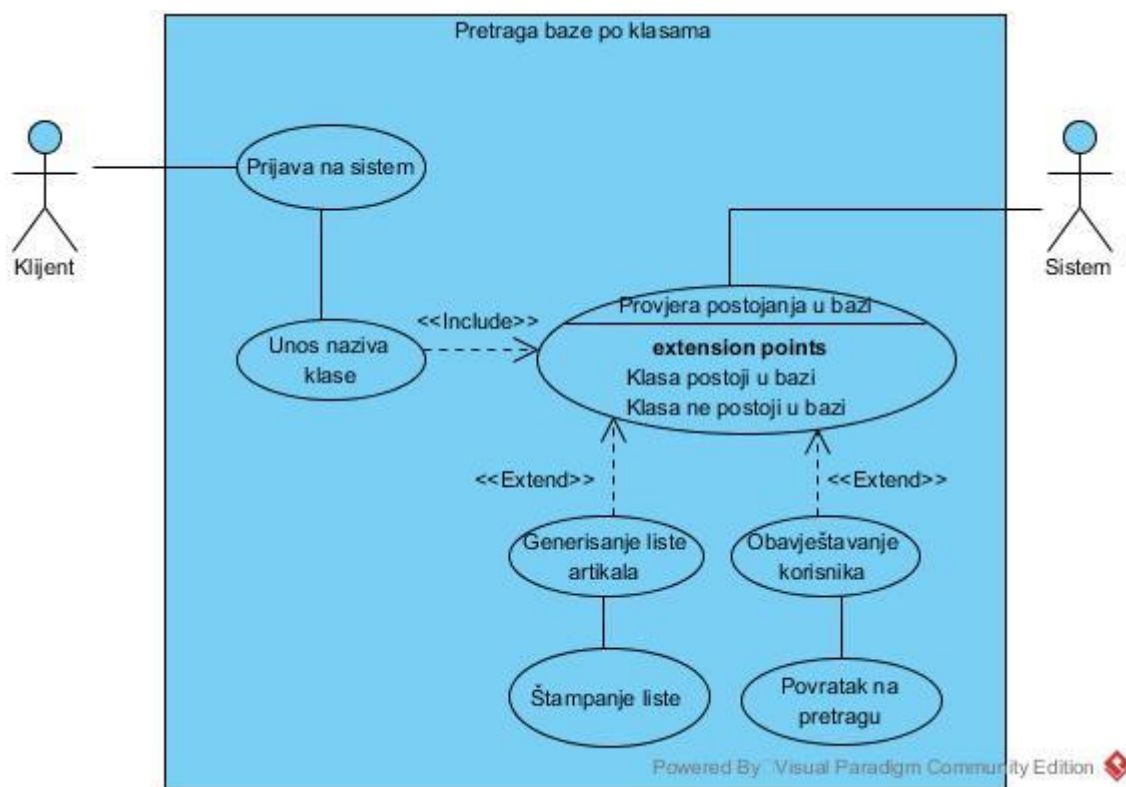 Pretraga baze po klasama
Prijava na sistem
Klijent
Sistem
Unos naziva
klase
<<Include>>
Provjera postojanja u bazi
extension points
Klasa postoji u bazi
Klasa ne postoji u bazi
<<Extend>>
<<Extend>>
Generisanje liste
artikala
Obavještavanje
korisnika
Štampanje liste
Povratak na
pretragu
Powered By Visual Paradigm Community Edition